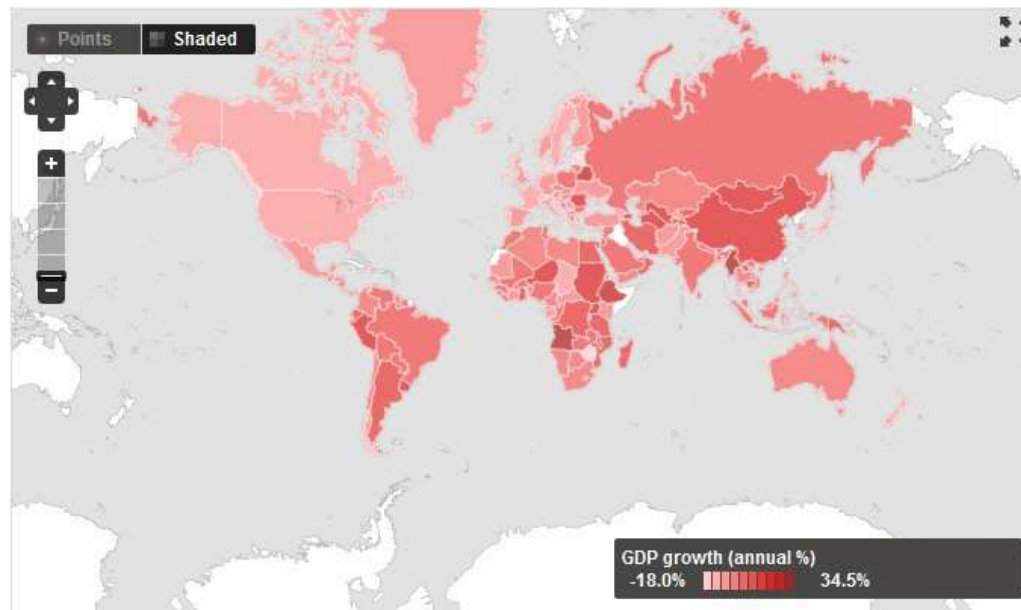 Points
Shaded
+
−
GDP growth (annual %)
-18.0% 34.5%